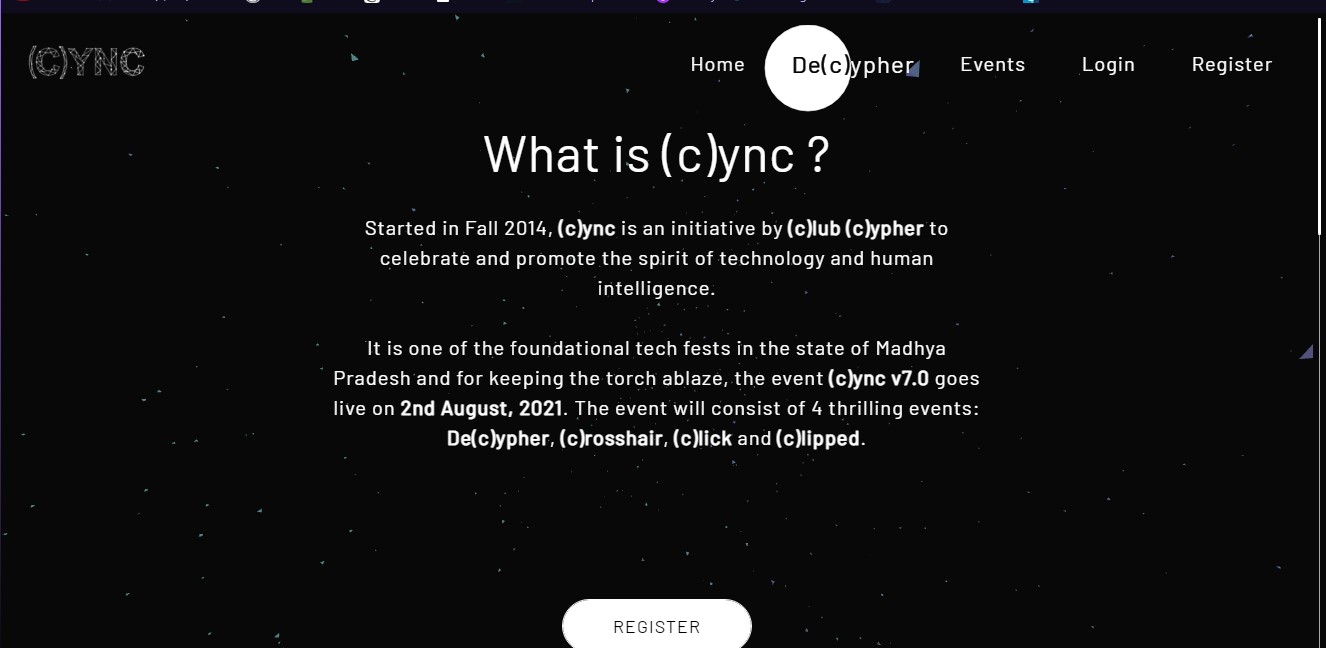 (C)YNC
Home De(c)ypher Events Login Register
What is (c)ync ?
Started in Fall 2014, (c)ync is an initiative by (c)lub (c)ypher to
celebrate and promote the spirit of technology and human
intelligence.
It is one of the foundational tech fests in the state of Madhya
Pradesh and for keeping the torch ablaze, the event (c)ync v7.0 goes
live on 2nd August, 2021. The event will consist of 4 thrilling events:
De(c)ypher, (c)rosshair, (c)lick and (c)lipped.
REGISTER